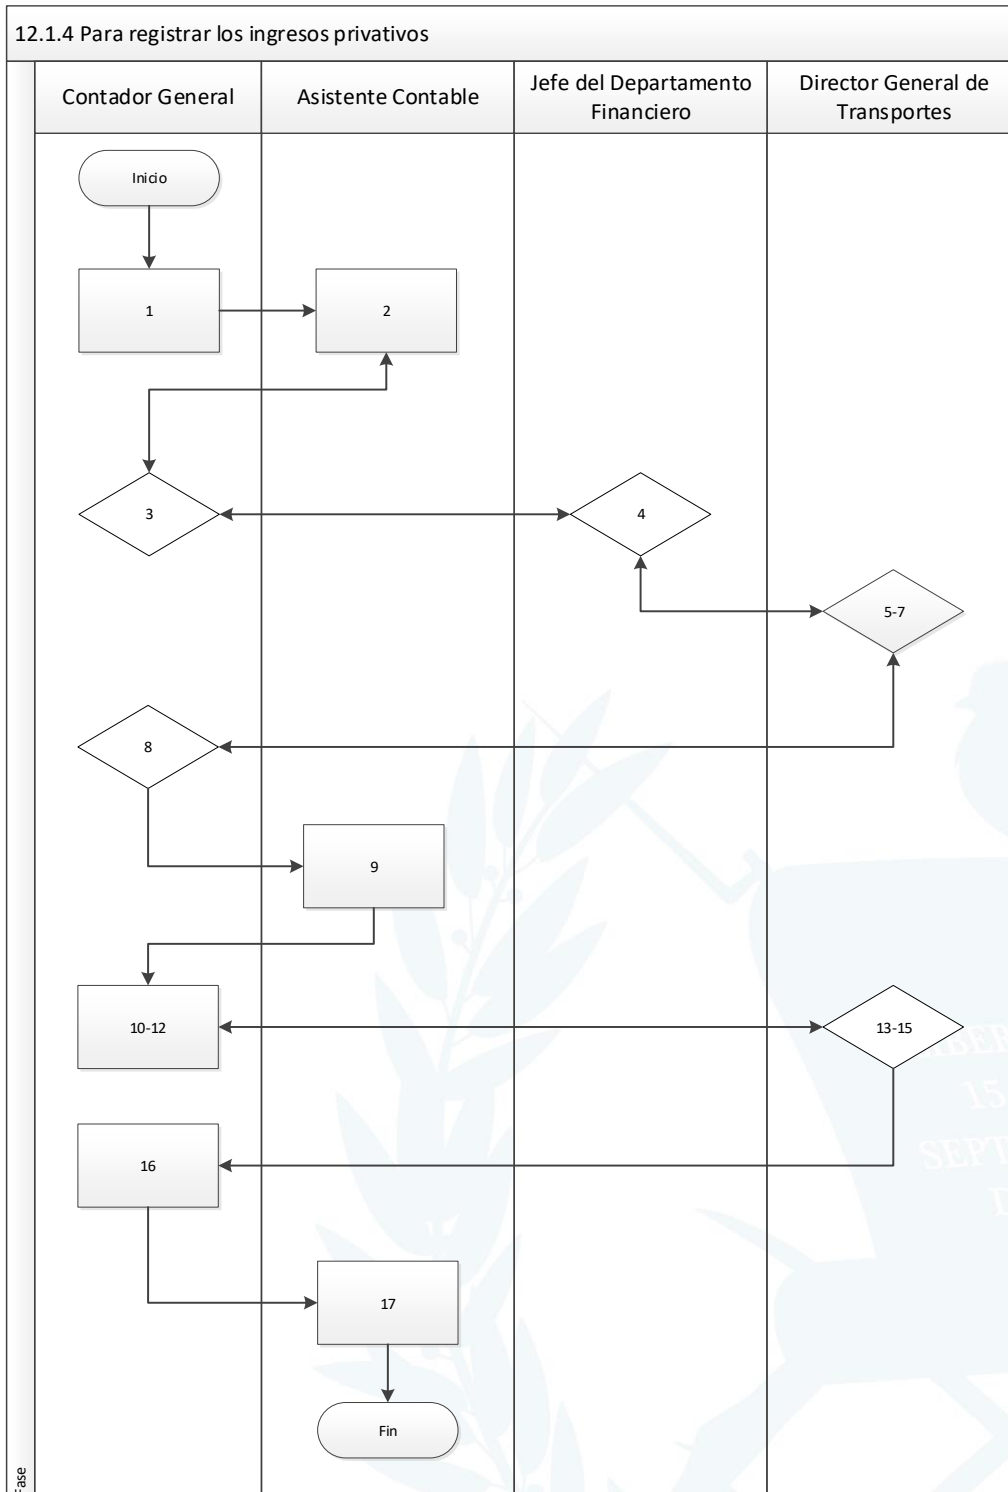 12.1.4 Para registrar los ingresos privativos
Contador General
Asistente Contable
Jefe del Departamento
Financiero
Director General de
Transportes
Inicio
1
2
3
4
5-7
8
9
10-12
13-15
16
17
Fin
Fase
15